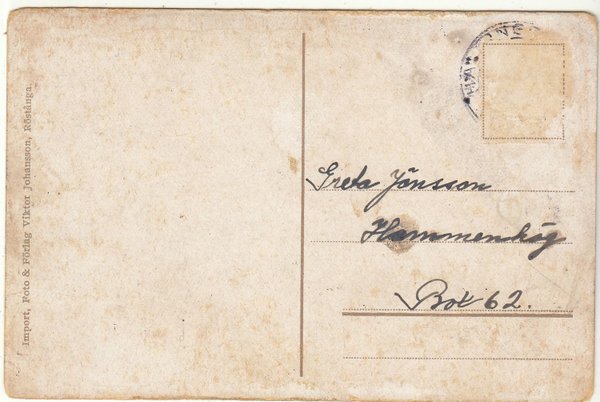 Import, Foto & Förlag Viktor Johansson, Röstånga.
Greta Jönsson
Hammenhög
Box 62.